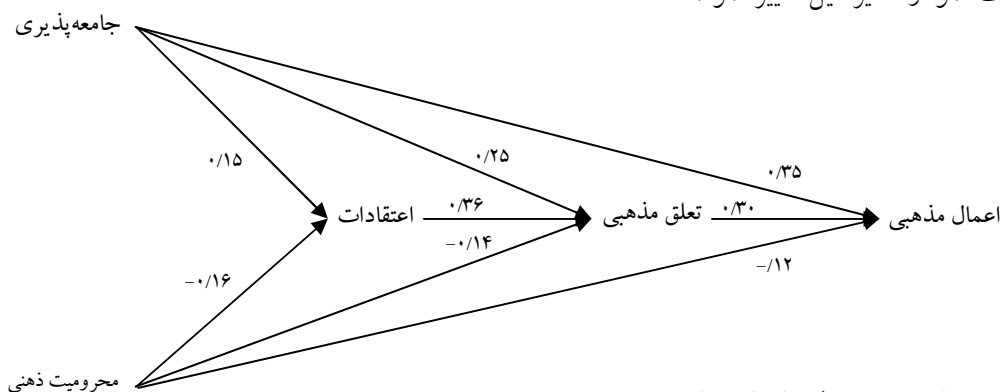 جامعه‌پذیری
۰/۱۵
۰/۲۵
۰/۳۵
اعتقادات
۰/۳۶
تعلق مذهبی
۰/۳۰
اعمال مذهبی
-۰/۱۴
-/۱۲
-۰/۱۶
محرومیت ذهنی